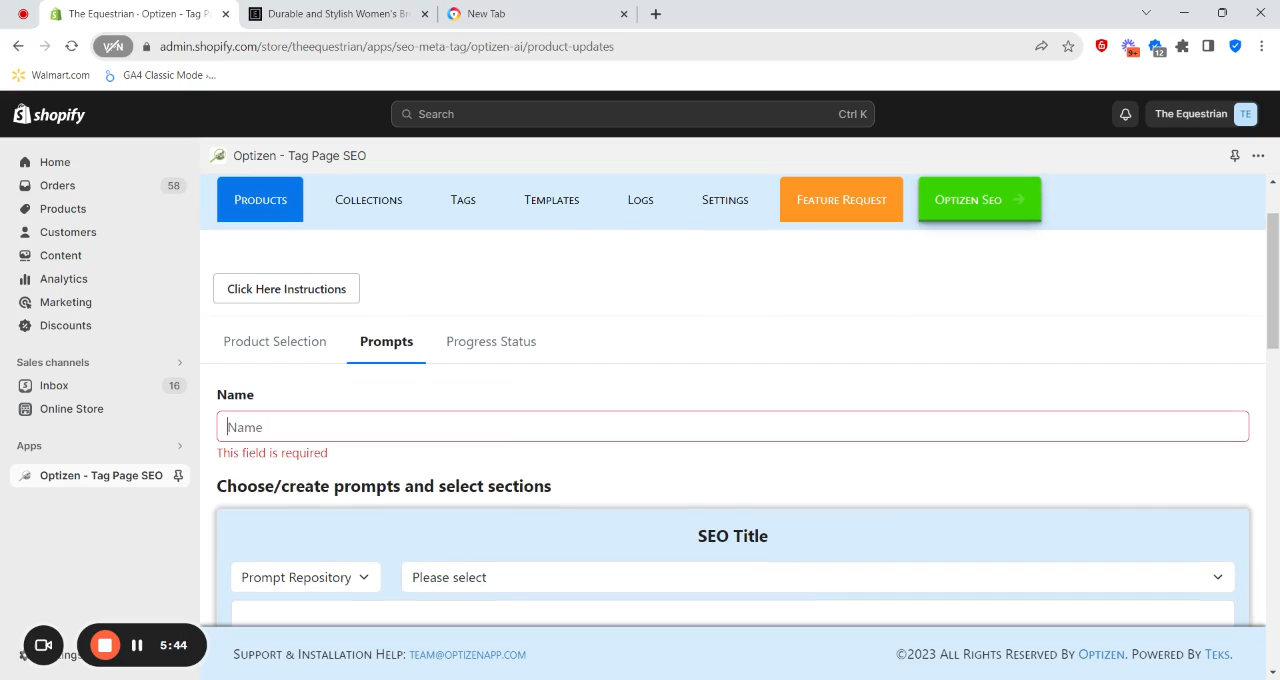 The Equestrian · Optizen - Tag P
Durable and Stylish Women's Br
New Tab
VPN
admin.shopify.com/store/theequestrian/apps/seo-meta-tag/optizen-ai/product-updates
9+
12
Walmart.com
GA4 Classic Mode ›...
shopify
Search
Ctrl K
The Equestrian
TE
Home
Orders
58
Products
Customers
Content
Analytics
Marketing
Discounts
Sales channels
Inbox
16
Online Store
Apps
Optizen - Tag Page SEO
5:44
Optizen - Tag Page SEO
Products
Collections
Tags
Templates
Logs
Settings
Feature Request
Optizen Seo
Click Here Instructions
Product Selection
Prompts
Progress Status
Name
Name
This field is required
Choose/create prompts and select sections
SEO Title
Prompt Repository
Please select
Support & Installation Help: team@optizenapp.com
©2023 All Rights Reserved By Optizen. Powered By Teks.